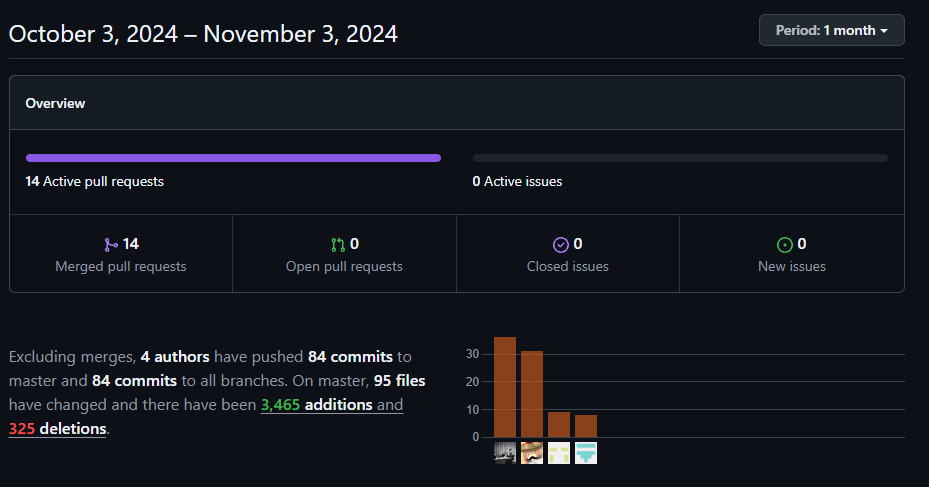 October 3, 2024 – November 3, 2024
Period: 1 month
Overview
14 Active pull requests
0 Active issues
14
Merged pull requests
0
Open pull requests
0
Closed issues
0
New issues
Excluding merges, 4 authors have pushed 84 commits to
master and 84 commits to all branches. On master, 95 files
have changed and there have been 3,465 additions and
325 deletions.
30
20
10
0